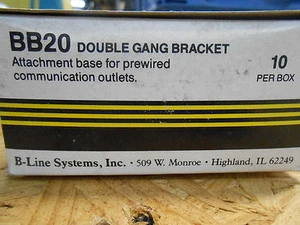 BB20 DOUBLE GANG BRACKET
Attachment base for prewired
communication outlets.
10
PER BOX
B-Line Systems, Inc. • 509 W. Monroe • Highland, IL 62249